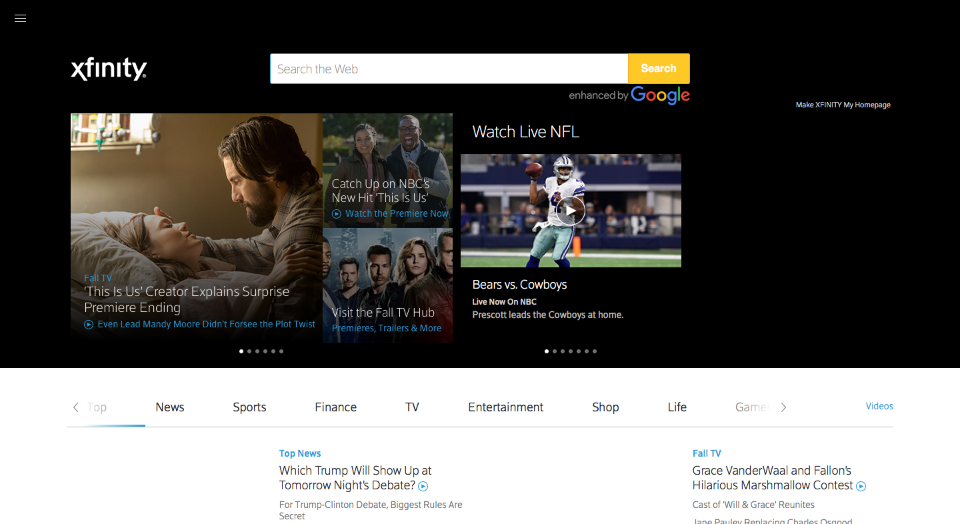 xfinity
Search the Web
Search
enhanced by Google
Make XFINITY My Homepage
Fall TV
'This Is Us' Creator Explains Surprise
Premiere Ending
Even Lead Mandy Moore Didn't Forsee the Plot Twist
Catch Up on NBC's
New Hit 'This Is Us'
Watch the Premiere Now
Visit the Fall TV Hub
Premieres, Trailers & More
Watch Live NFL
Bears vs. Cowboys
Live Now On NBC
Prescott leads the Cowboys at home.
Top News Sports Finance TV Entertainment Shop Life Game Videos
Top News
Which Trump Will Show Up at
Tomorrow Night's Debate?
For Trump-Clinton Debate, Biggest Rules Are
Secret
Fall TV
Grace VanderWaal and Fallon's
Hilarious Marshmallow Contest
Cast of 'Will & Grace' Reunites
Jane Pauley Replacing Charles Osgood